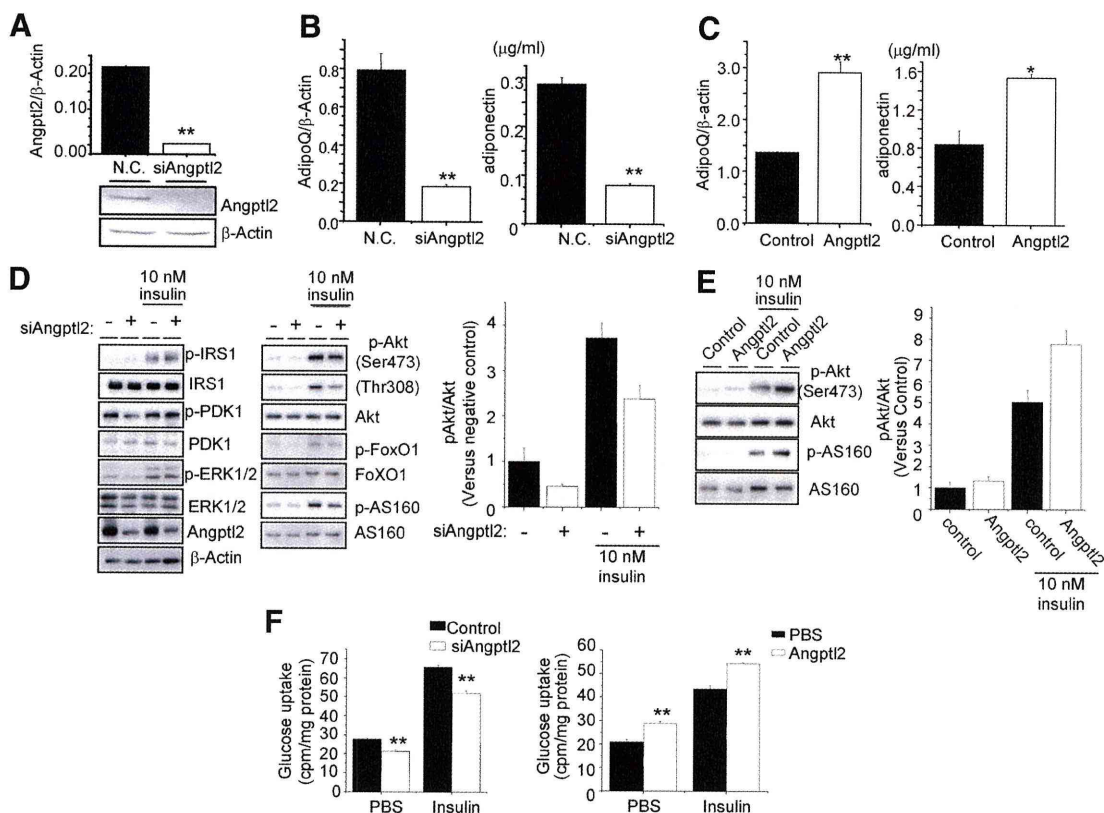 A
Angptl2/β-Actin
0.20
0.10
0.00
**
N.C. siAngptl2
Angptl2
β-Actin
B
AdipoQ/β-Actin
1.0
0.8
0.6
0.4
0.2
0.0
**
N.C. siAngptl2
(μg/ml)
adiponectin
0.3
0.2
0.1
0
**
N.C. siAngptl2
C
AdipoQ/β-actin
3.0
2.0
1.0
0.0
**
Control Angptl2
(μg/ml)
adiponectin
1.6
1.2
0.8
0.4
0.0
*
Control Angptl2
D
10 nM
insulin
siAngptl2: - + - +
p-IRS1
IRS1
p-PDK1
PDK1
p-ERK1/2
ERK1/2
Angptl2
β-Actin
10 nM
insulin
- + - +
p-Akt
(Ser473)
(Thr308)
Akt
p-FoxO1
FoXO1
p-AS160
AS160
pAkt/Akt
(Versus negative control)
4
3
2
1
0
siAngptl2: - + - +
10 nM
insulin
E
10 nM
insulin
Control Angptl2 Control Angptl2
p-Akt
(Ser473)
Akt
p-AS160
AS160
pAkt/Akt
(Versus Control)
9
8
7
6
5
4
3
2
1
0
control Angptl2 control Angptl2
10 nM
insulin
F
Control
siAngptl2
Glucose uptake
(cpm/mg protein)
70
60
50
40
30
20
10
0
**
**
PBS Insulin
PBS
Angptl2
Glucose uptake
(cpm/mg protein)
60
50
40
30
20
10
0
**
**
PBS Insulin